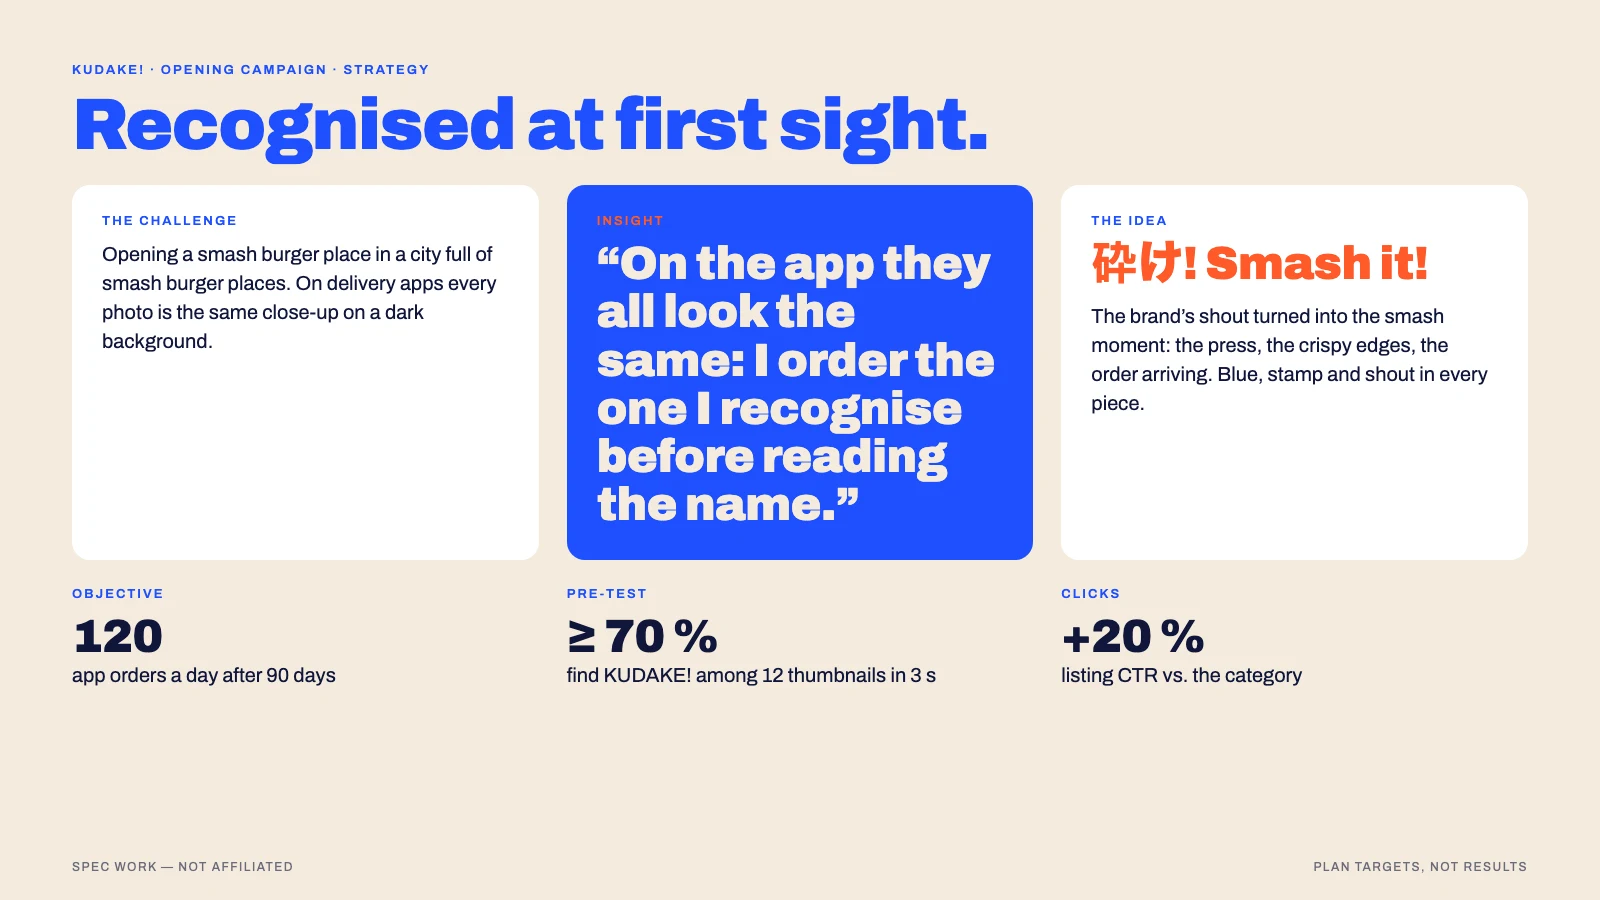 KUDAKE! · OPENING CAMPAIGN · STRATEGY
Recognised at first sight.
THE CHALLENGE
Opening a smash burger place in a city full of
smash burger places. On delivery apps every
photo is the same close-up on a dark
background.
INSIGHT
“On the app they
all look the
same: I order the
one I recognise
before reading
the name.”
THE IDEA
砕け! Smash it!
The brand’s shout turned into the smash
moment: the press, the crispy edges, the
order arriving. Blue, stamp and shout in every
piece.
OBJECTIVE
120
app orders a day after 90 days
PRE-TEST
≥ 70 %
find KUDAKE! among 12 thumbnails in 3 s
CLICKS
+20 %
listing CTR vs. the category
SPEC WORK — NOT AFFILIATED
PLAN TARGETS, NOT RESULTS